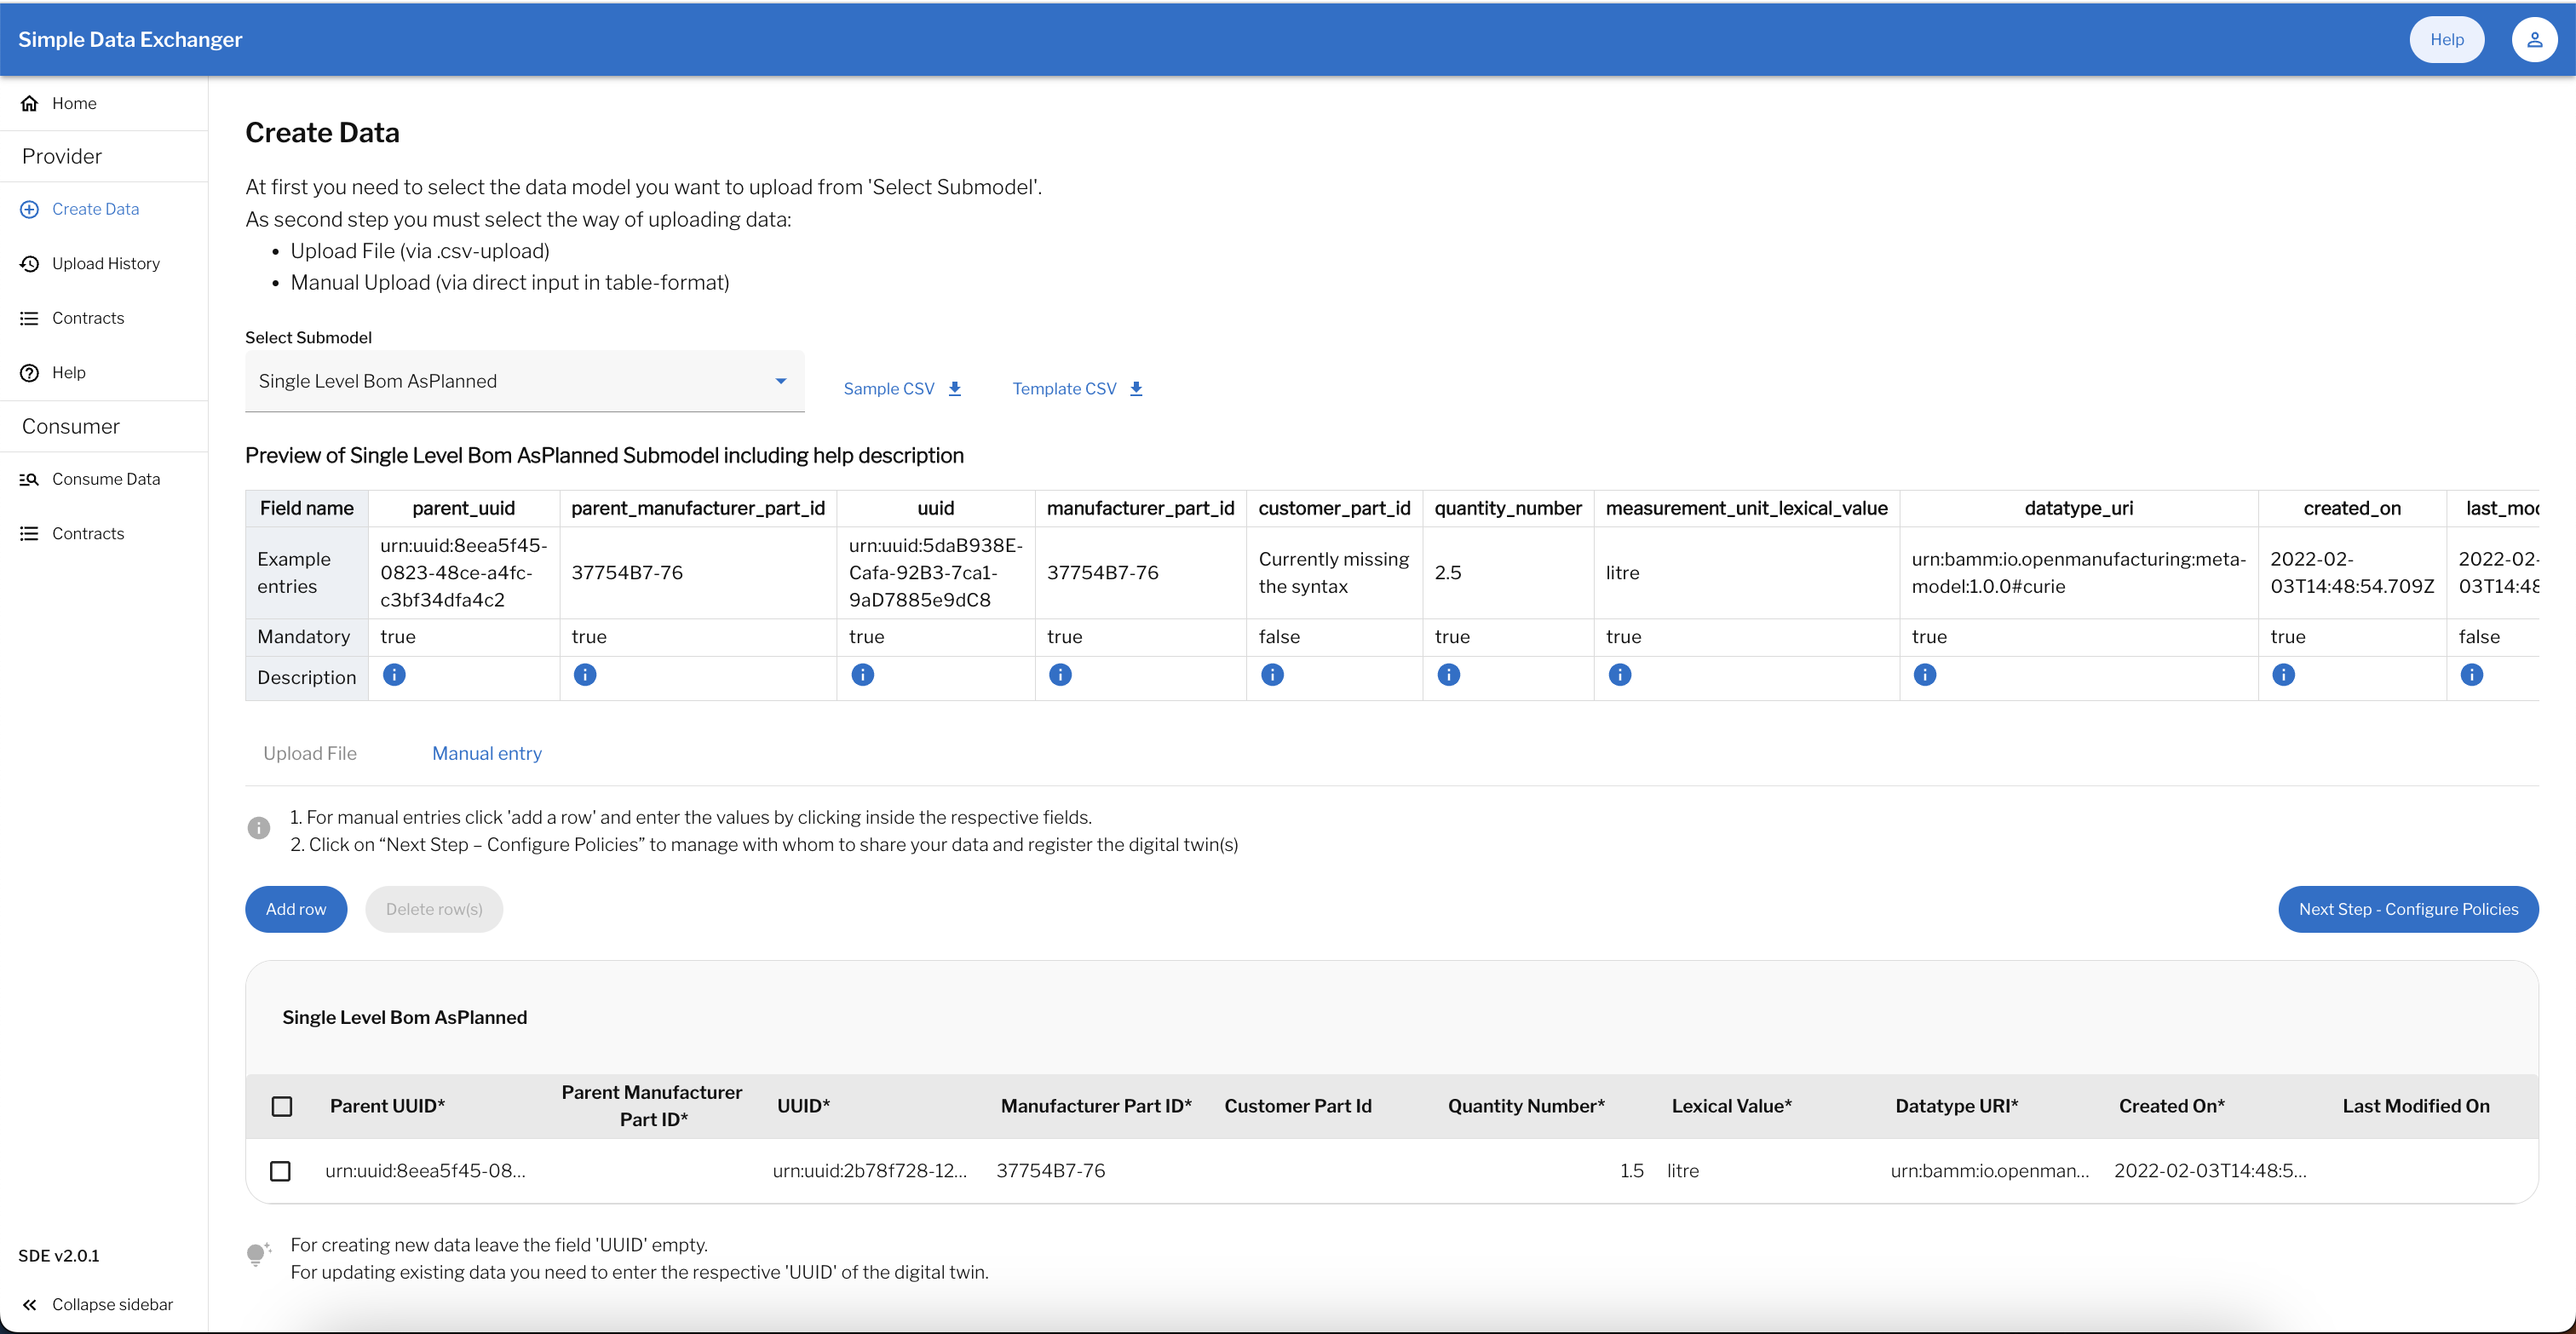 Simple Data Exchanger
Help
Home
Provider
Create Data
Upload History
Contracts
Help
Consumer
Consume Data
Contracts
SDE v2.0.1
Collapse sidebar
Create Data
At first you need to select the data model you want to upload from 'Select Submodel'.
As second step you must select the way of uploading data:
• Upload File (via .csv-upload)
• Manual Upload (via direct input in table-format)
Select Submodel
Single Level Bom AsPlanned
Sample CSV
Template CSV
Preview of Single Level Bom AsPlanned Submodel including help description
Field name parent_uuid parent_manufacturer_part_id uuid manufacturer_part_id customer_part_id quantity_number measurement_unit_lexical_value datatype_uri created_on last_mo
Example entries
urn:uuid:8eea5f45-
0823-48ce-a4fc-
c3bf34dfa4c2
37754B7-76
urn:uuid:5daB938E-
Cafa-92B3-7ca1-
9aD7885e9dC8
37754B7-76
Currently missing
the syntax
2.5
litre
urn:bamm:io.openmanufacturing:meta-
model:1.0.0#curie
2022-02-
03T14:48:54.709Z
2022-02-
03T14:48
Mandatory true true true true false true true true true false
Description
Upload File
Manual entry
1. For manual entries click 'add a row' and enter the values by clicking inside the respective fields.
2. Click on “Next Step – Configure Policies” to manage with whom to share your data and register the digital twin(s)
Add row
Delete row(s)
Next Step - Configure Policies
Single Level Bom AsPlanned
Parent UUID*
Parent Manufacturer
Part ID*
UUID*
Manufacturer Part ID*
Customer Part Id
Quantity Number*
Lexical Value*
Datatype URI*
Created On*
Last Modified On
urn:uuid:8eea5f45-08...
urn:uuid:2b78f728-12...
37754B7-76
1.5
litre
urn:bamm:io.openman...
2022-02-03T14:48:5...
For creating new data leave the field 'UUID' empty.
For updating existing data you need to enter the respective 'UUID' of the digital twin.